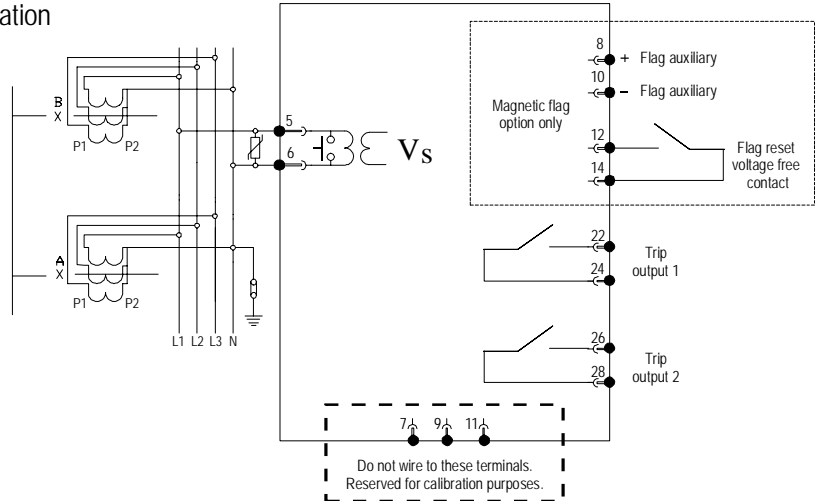 ation
B
X
P1 P2
A
X
P1 P2
L1 L2 L3 N
5
6
Vs
Magnetic flag
option only
8
+ Flag auxiliary
10
– Flag auxiliary
12
14
Flag reset
voltage free
contact
22
24
Trip
output 1
26
28
Trip
output 2
7 9 11
Do not wire to these terminals.
Reserved for calibration purposes.